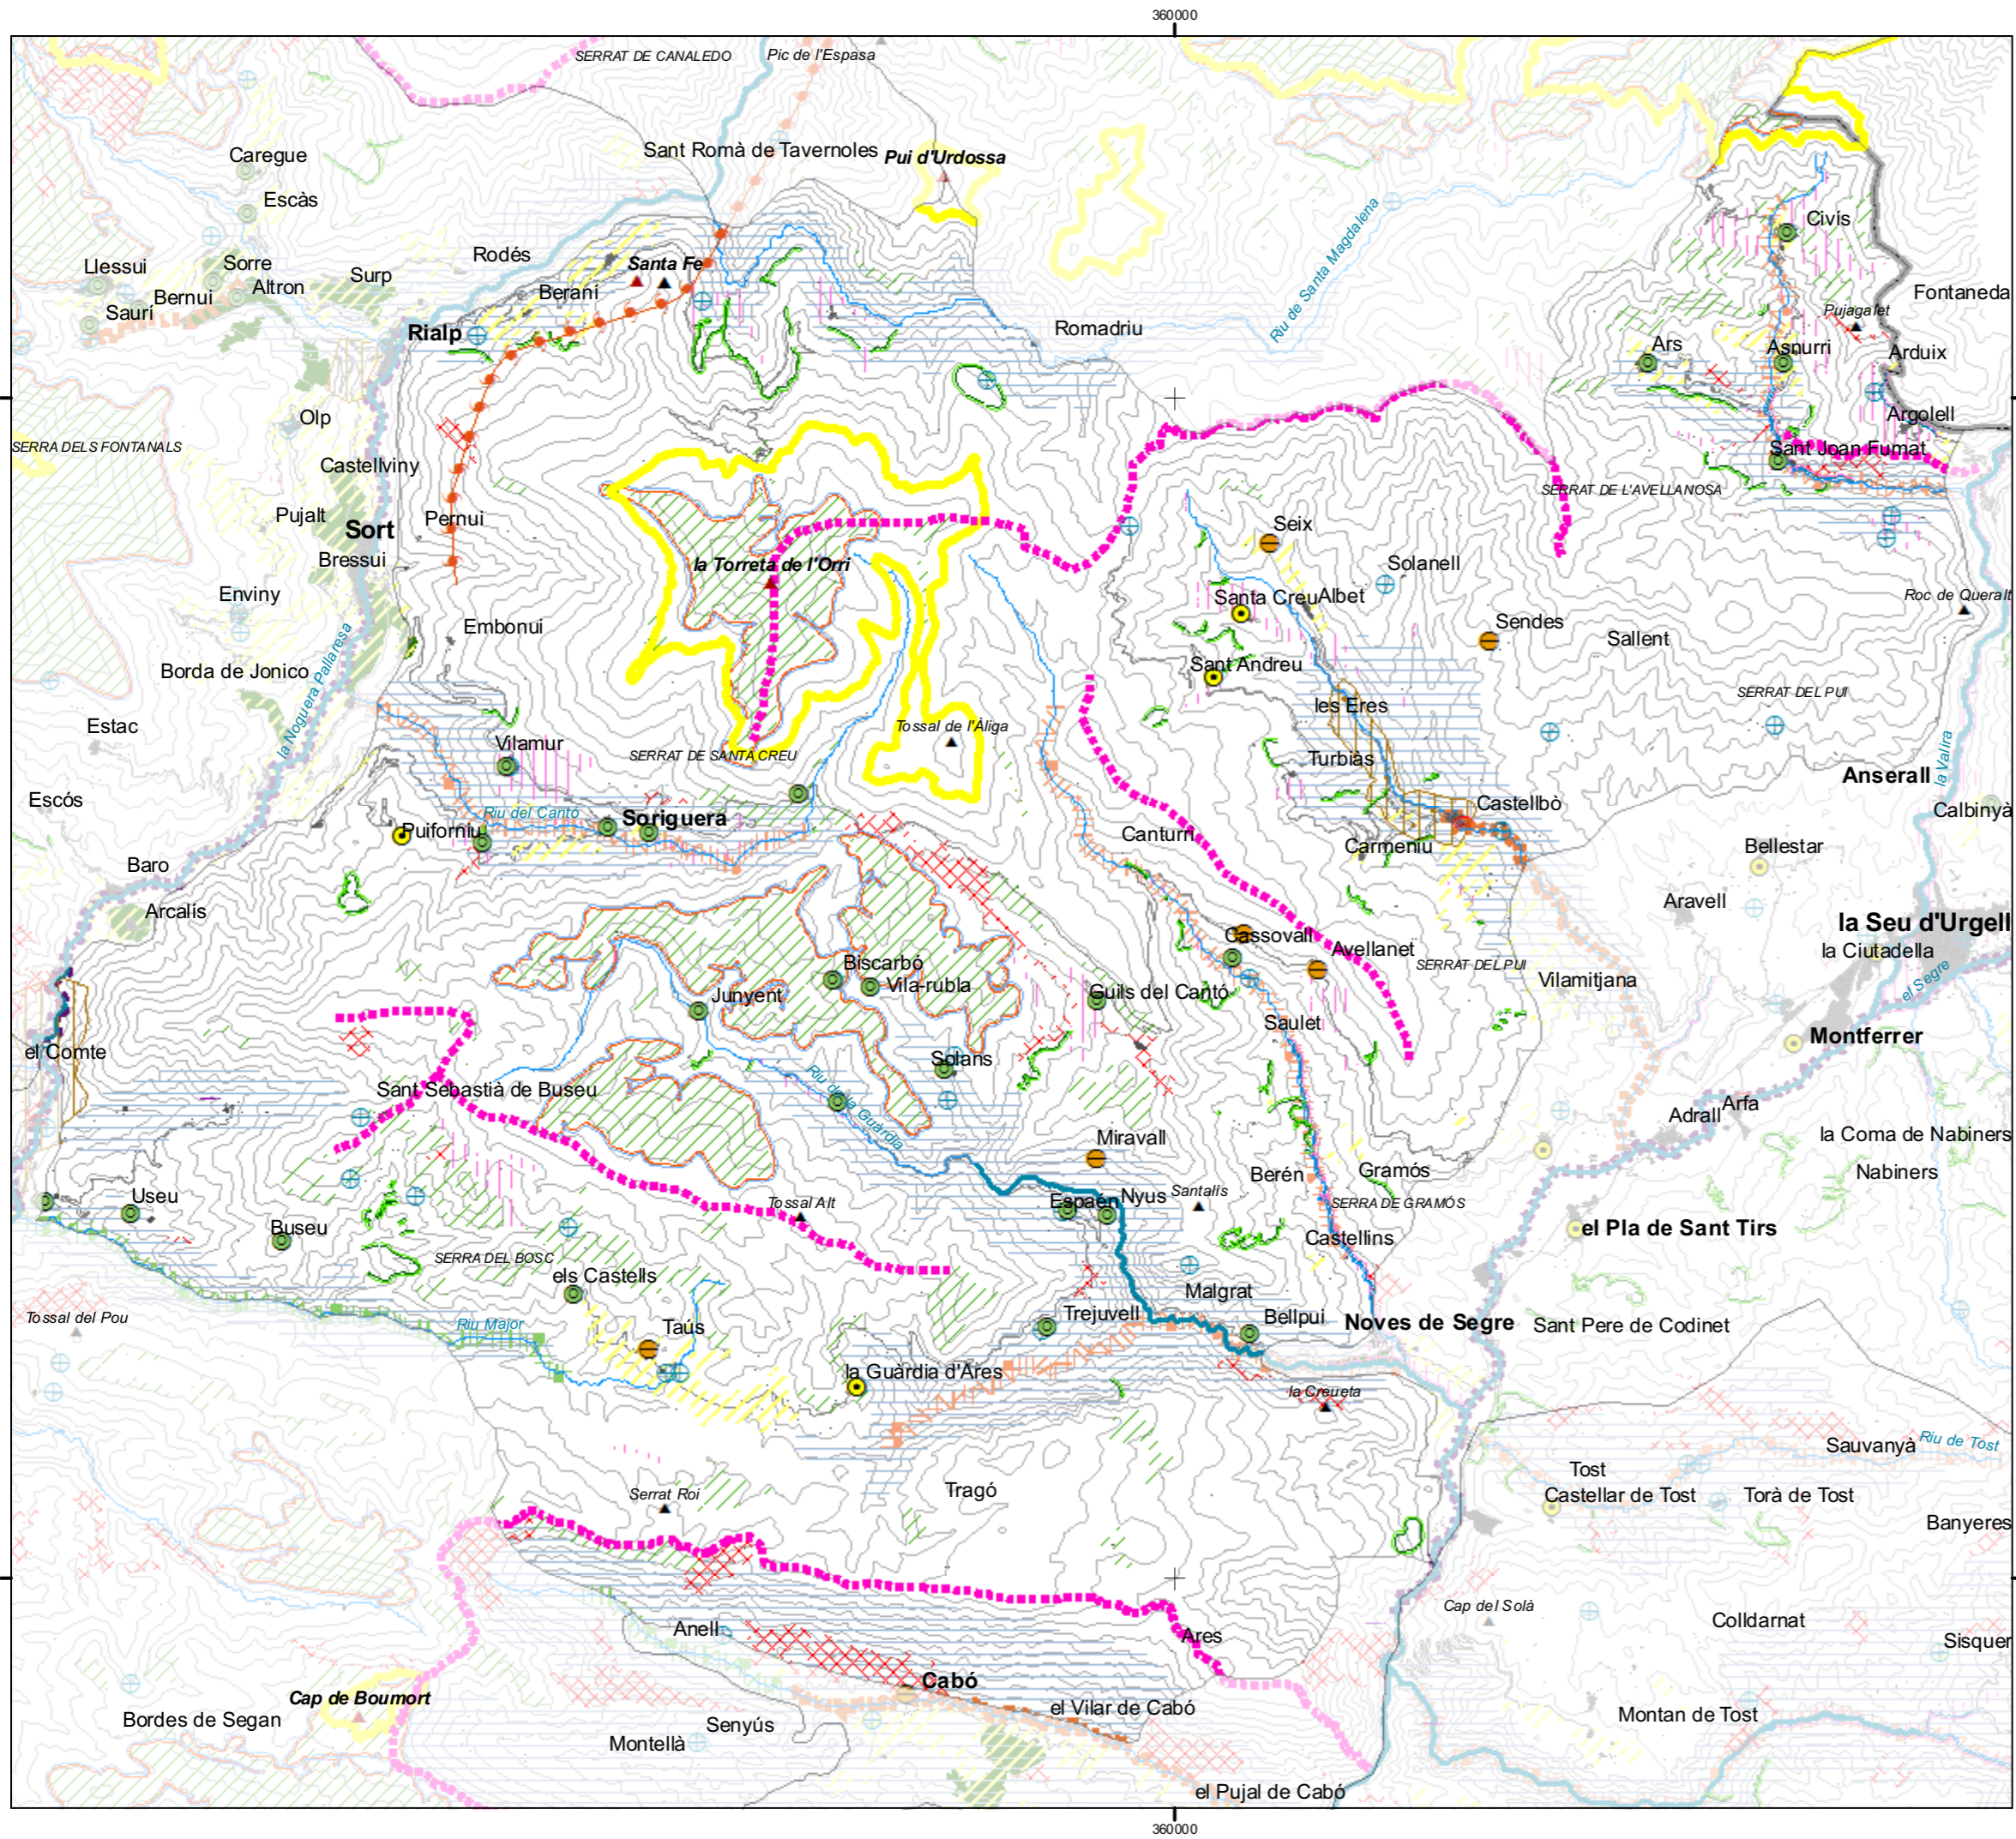 360000
SERRAT DE CANALEDO
Pic de l'Espasa
Sant Romà de Tavernoles
Pui d'Urdossa
Caregue
Escàs
Civís
Rodés
Llessui
Sorre
Surp
Santa Fe
Bernui
Altron
Beraní
Fontaneda
Saurí
Riu de Santa Magdalena
Pujagalet
Rialp
Romadriu
Ars
Asnurri
Arduix
Olp
Argolell
SERRA DELS FONTANALS
Castellviny
Sant Joan Fumat
SERRAT DE L'AVELLANOSA
Pujalt
Pernui
Sort
Seix
Bressui
la Torreta de l'Orri
Solanell
Enviny
Santa Creu
Albet
Roc de Queralt
Embonui
Sendes
Sallent
Borda de Jonico
la Noguera Pallaresa
Sant Andreu
SERRAT DEL PUI
les Eres
Estac
Tossal de l'Àliga
Vilamur
SERRAT DE SANTA CREU
Turbiàs
la Valira
Anserall
Escós
Riu del Cantó
Soriguera
Castellbò
Calbinyà
Puiforniu
Canturri
Carmeniu
Bellestar
Baro
Arcalís
Aravell
la Seu d'Urgell
Cassovall
Avellanet
la Ciutadella
Biscarbó
SERRAT DEL PUI
Vila-rubla
Vilamitjana
el Segre
Junyent
Guils del Cantó
Saulet
Montferrer
el Comte
Solans
Sant Sebastià de Buseu
Riu de la Guàrdia
Adrall
Arfa
Miravall
la Coma de Nabiners
Berén
Gramós
Nabiners
Useu
Tossal Alt
Espaén
Nyus
Santalís
SERRA DE GRAMÓS
Buseu
el Pla de Sant Tirs
Castellins
SERRA DEL BOSC
els Castells
Malgrat
Tossal del Pou
Riu Major
Taús
Trejuvell
Bellpui
Noves de Segre
Sant Pere de Codinet
la Guàrdia d'Ares
la Creueta
Sauvanyà
Riu de Tost
Tost
Serrat Roi
Tragó
Castellar de Tost
Torà de Tost
Banyeres
Cap del Solà
Anell
Ares
Colldarnat
Sisquer
Cabó
Cap de Boumort
Bordes de Segan
Senyús
el Vilar de Cabó
Montan de Tost
Montellà
el Pujal de Cabó
360000